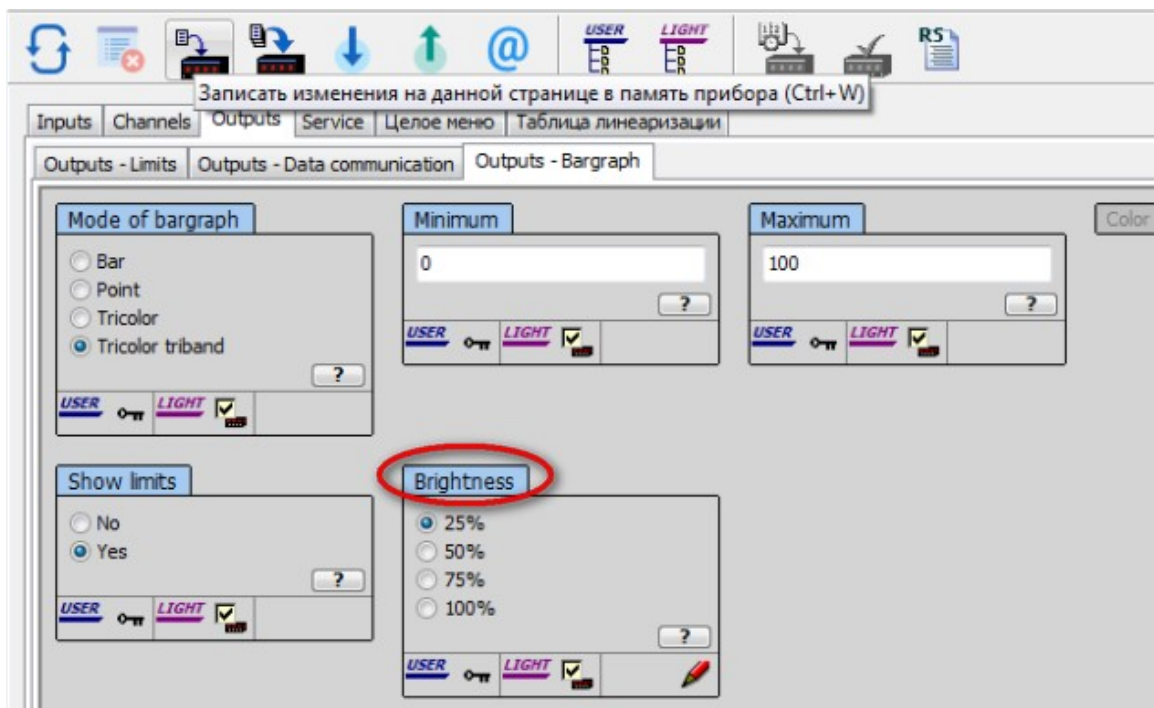 USER LIGHT RS
Записать изменения на данной странице в память прибора (Ctrl+W)
Inputs Channels Outputs Service Целое меню Таблица линеаризации
Outputs - Limits Outputs - Data communication Outputs - Bargraph
Mode of bargraph
Bar
Point
Tricolor
Tricolor triband
?
USER LIGHT
Minimum
0
?
USER LIGHT
Maximum
100
?
USER LIGHT
Color
Show limits
No
Yes
?
USER LIGHT
Brightness
25%
50%
75%
100%
?
USER LIGHT